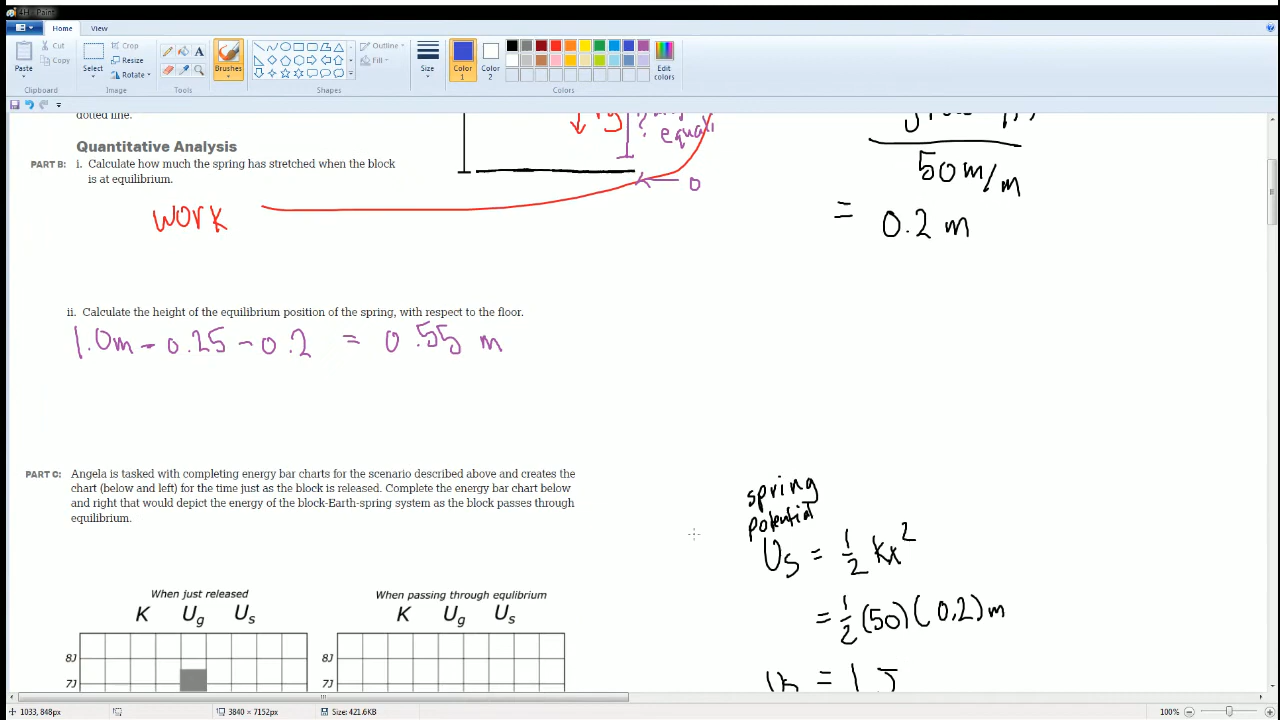 4H - Paint
Home View
Paste Cut Copy
Clipboard
Select Crop Resize Rotate
Image
A
Tools
Brushes
Outline
Fill
Shapes
Size
Color 1
Color 2
Edit colors
Colors
dotted line.
Quantitative Analysis
PART B: i. Calculate how much the spring has stretched when the block
is at equilibrium.
? equal
0
work
50 m/m
= 0.2 m
ii. Calculate the height of the equilibrium position of the spring, with respect to the floor.
1.0m - 0.25 - 0.2 = 0.55 m
PART C: Angela is tasked with completing energy bar charts for the scenario described above and creates the
chart (below and left) for the time just as the block is released. Complete the energy bar chart below
and right that would depict the energy of the block-Earth-spring system as the block passes through
equilibrium.
spring
potential
Us = 1/2 kx²
= 1/2 (50)(0.2) m
= 1 J
When just released
K Ug Us
8J
7J
When passing through equlibrium
K Ug Us
8J
7J
1033, 848px
3840 × 7152px
Size: 421.6KB
100%